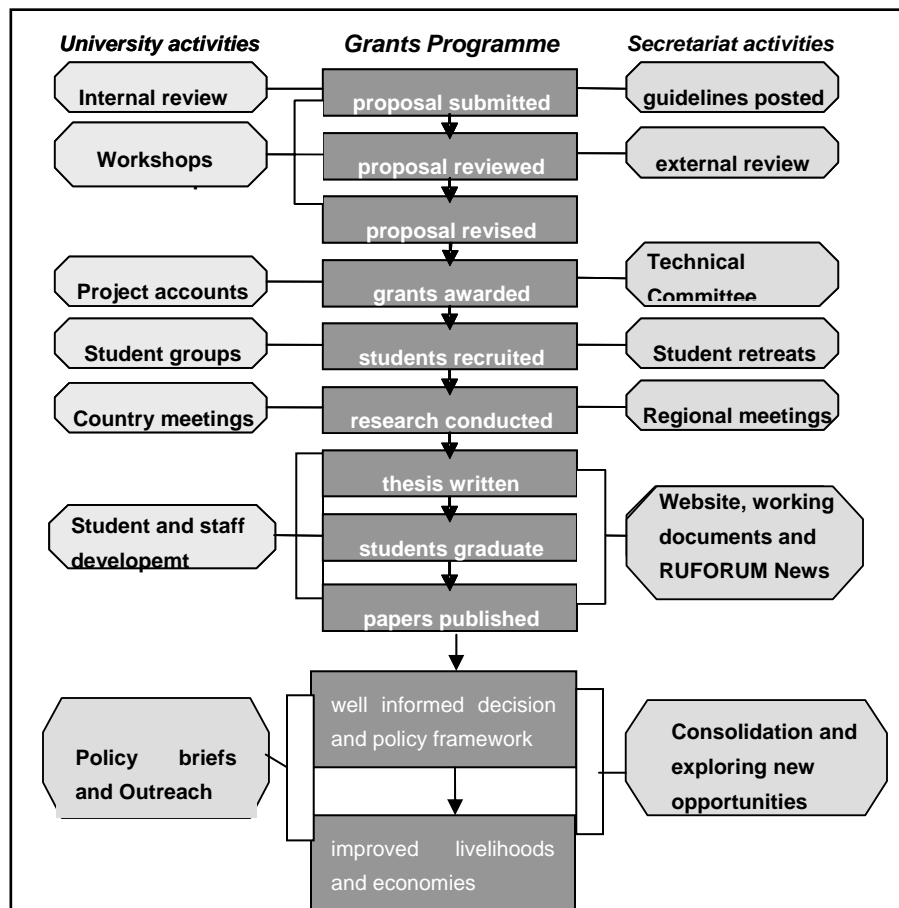 University activities
Grants Programme
Secretariat activities
Internal review
proposal submitted
guidelines posted
Workshops
proposal reviewed
external review
proposal revised
Project accounts
grants awarded
Technical
Committee
Student groups
students recruited
Student retreats
Country meetings
research conducted
Regional meetings
thesis written
Student and staff
developemt
students graduate
Website, working
documents and
RUFORUM News
papers published
well informed decision
and policy framework
Policy briefs
and Outreach
Consolidation and
exploring new
opportunities
improved livelihoods
and economies